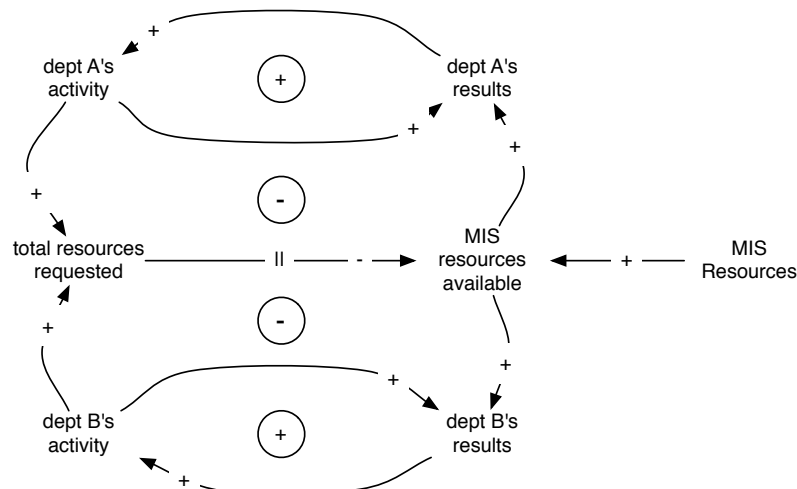 +
dept A's
activity
+
dept A's
results
+
+
+
-
total resources
requested
||
-
MIS
resources
available
+
MIS
Resources
+
-
+
+
dept B's
activity
+
dept B's
results
+